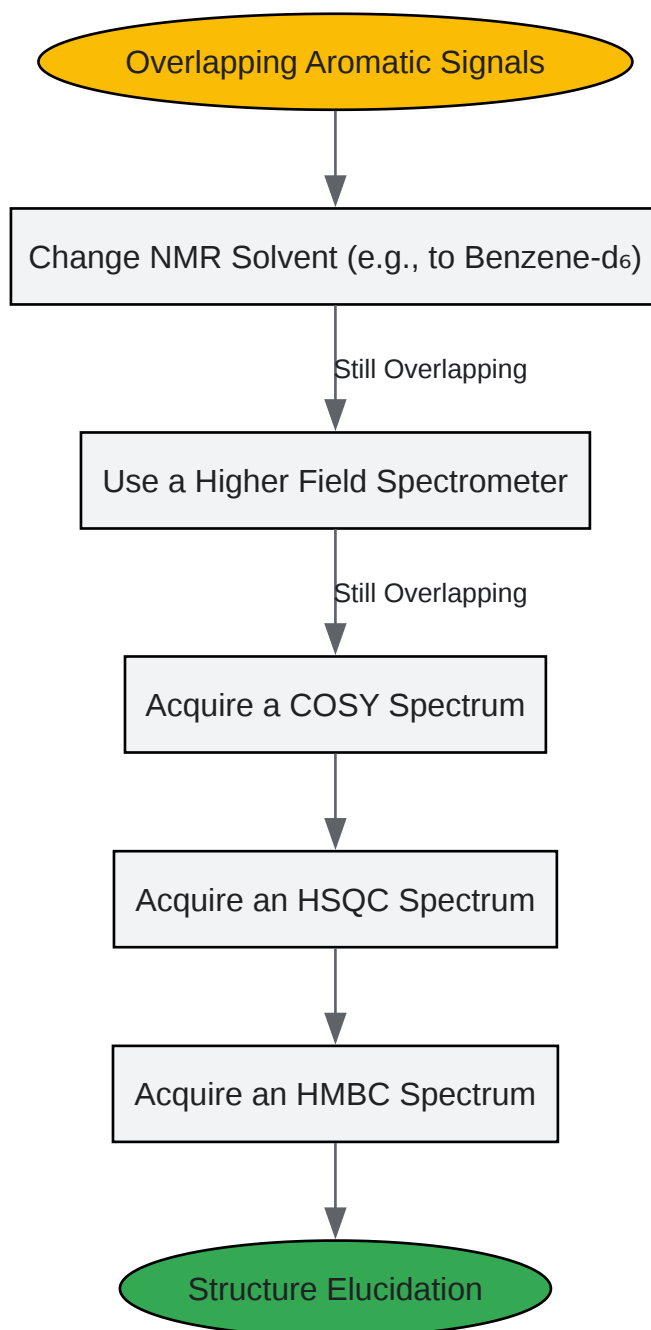 Overlapping Aromatic Signals
Change NMR Solvent (e.g., to Benzene-d₆)
Still Overlapping
Use a Higher Field Spectrometer
Still Overlapping
Acquire a COSY Spectrum
Acquire an HSQC Spectrum
Acquire an HMBC Spectrum
Structure Elucidation